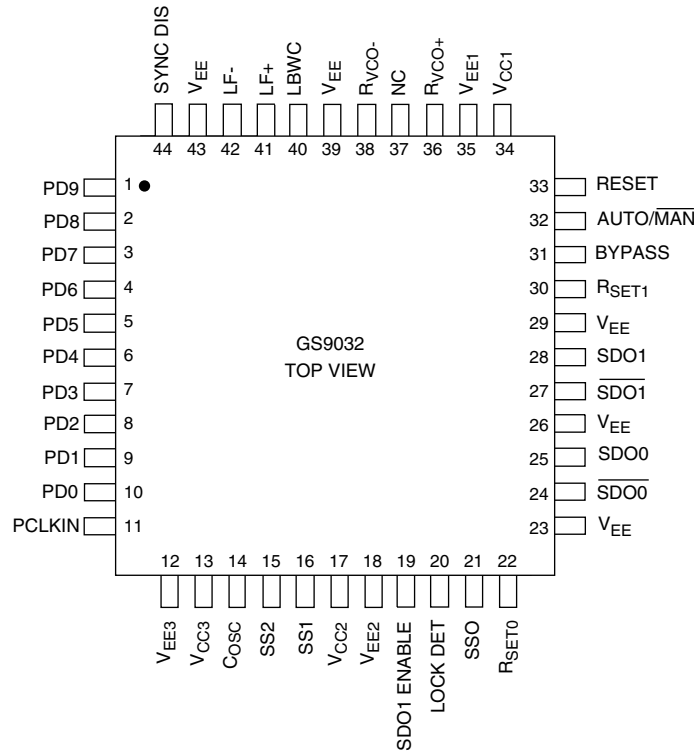 SYNC DIS
VEE
LF-
LF+
LBWC
VEE
RVCO-
NC
RVCO+
VEE1
VCC1
44 43 42 41 40 39 38 37 36 35 34
PD9 1 33 RESET
PD8 2 32 AUTO/MAN
PD7 3 31 BYPASS
PD6 4 30 RSET1
PD5 5 29 VEE
PD4 6 28 SDO1
PD3 7 27 SDO1
PD2 8 26 VEE
PD1 9 25 SDO0
PD0 10 24 SDO0
PCLKIN 11 23 VEE
GS9032
TOP VIEW
12 13 14 15 16 17 18 19 20 21 22
VEE3
VCC3
COSC
SS2
SS1
VCC2
VEE2
SDO1 ENABLE
LOCK DET
SSO
RSET0